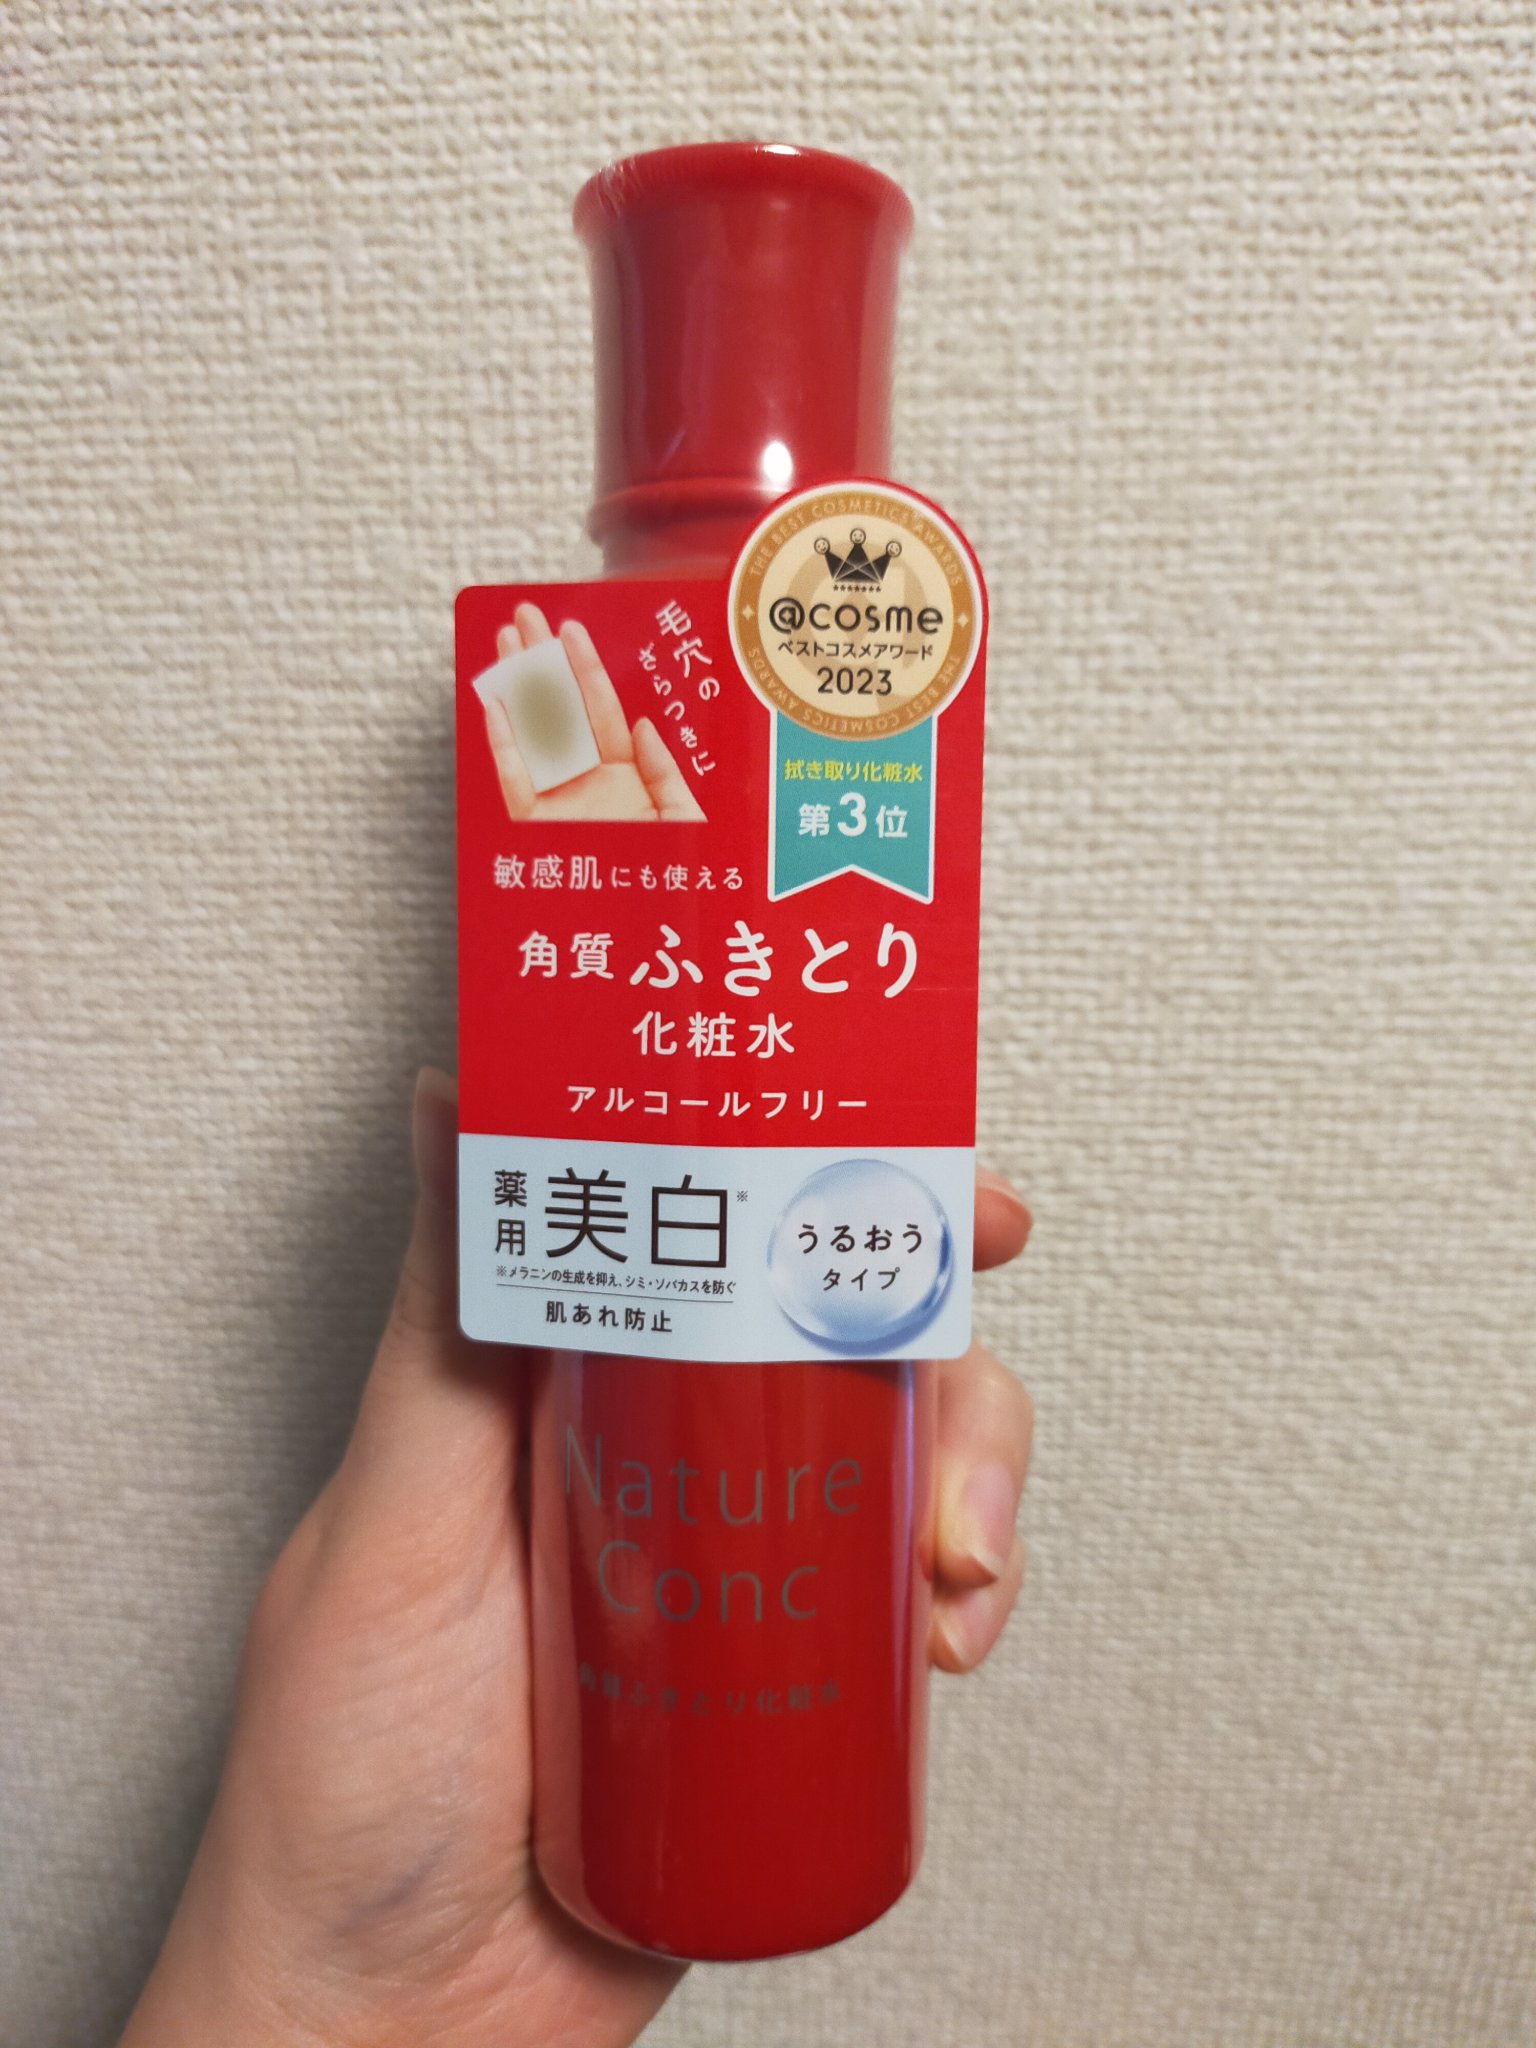 THE BEST COSMETICS AWARDS
@cosme
ベストコスメアワード
2023
THE BEST COSMETICS AWARDS
拭き取り化粧水
第3位
毛穴の
ざらつきに
敏感肌にも使える
角質ふきとり
化粧水
アルコールフリー
薬用美白※
※メラニンの生成を抑え、シミ・ソバカスを防ぐ
肌あれ防止
うるおう
タイプ
Nature
Conc
角質ふきとり化粧水